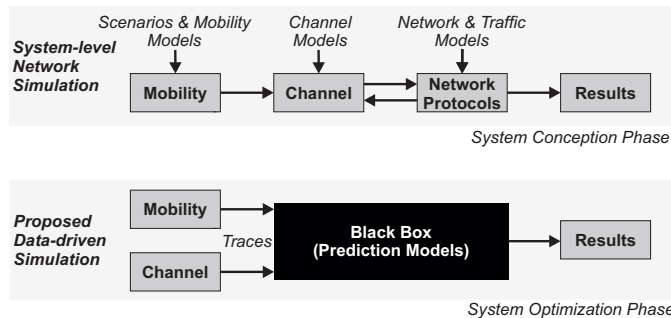 Scenarios & Mobility
Models
Channel
Models
Network & Traffic
Models
System-level
Network
Simulation
Mobility
Channel
Network
Protocols
Results
System Conception Phase
Proposed
Data-driven
Simulation
Mobility
Traces
Channel
Black Box
(Prediction Models)
Results
System Optimization Phase